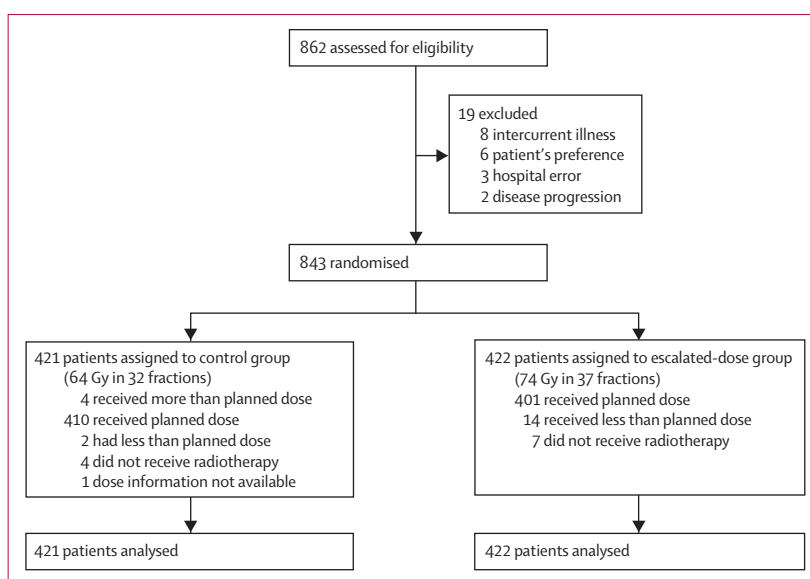 862 assessed for eligibility
19 excluded
8 intercurrent illness
6 patient's preference
3 hospital error
2 disease progression
843 randomised
421 patients assigned to control group
(64 Gy in 32 fractions)
4 received more than planned dose
410 received planned dose
2 had less than planned dose
4 did not receive radiotherapy
1 dose information not available
422 patients assigned to escalated-dose group
(74 Gy in 37 fractions)
401 received planned dose
14 received less than planned dose
7 did not receive radiotherapy
421 patients analysed
422 patients analysed